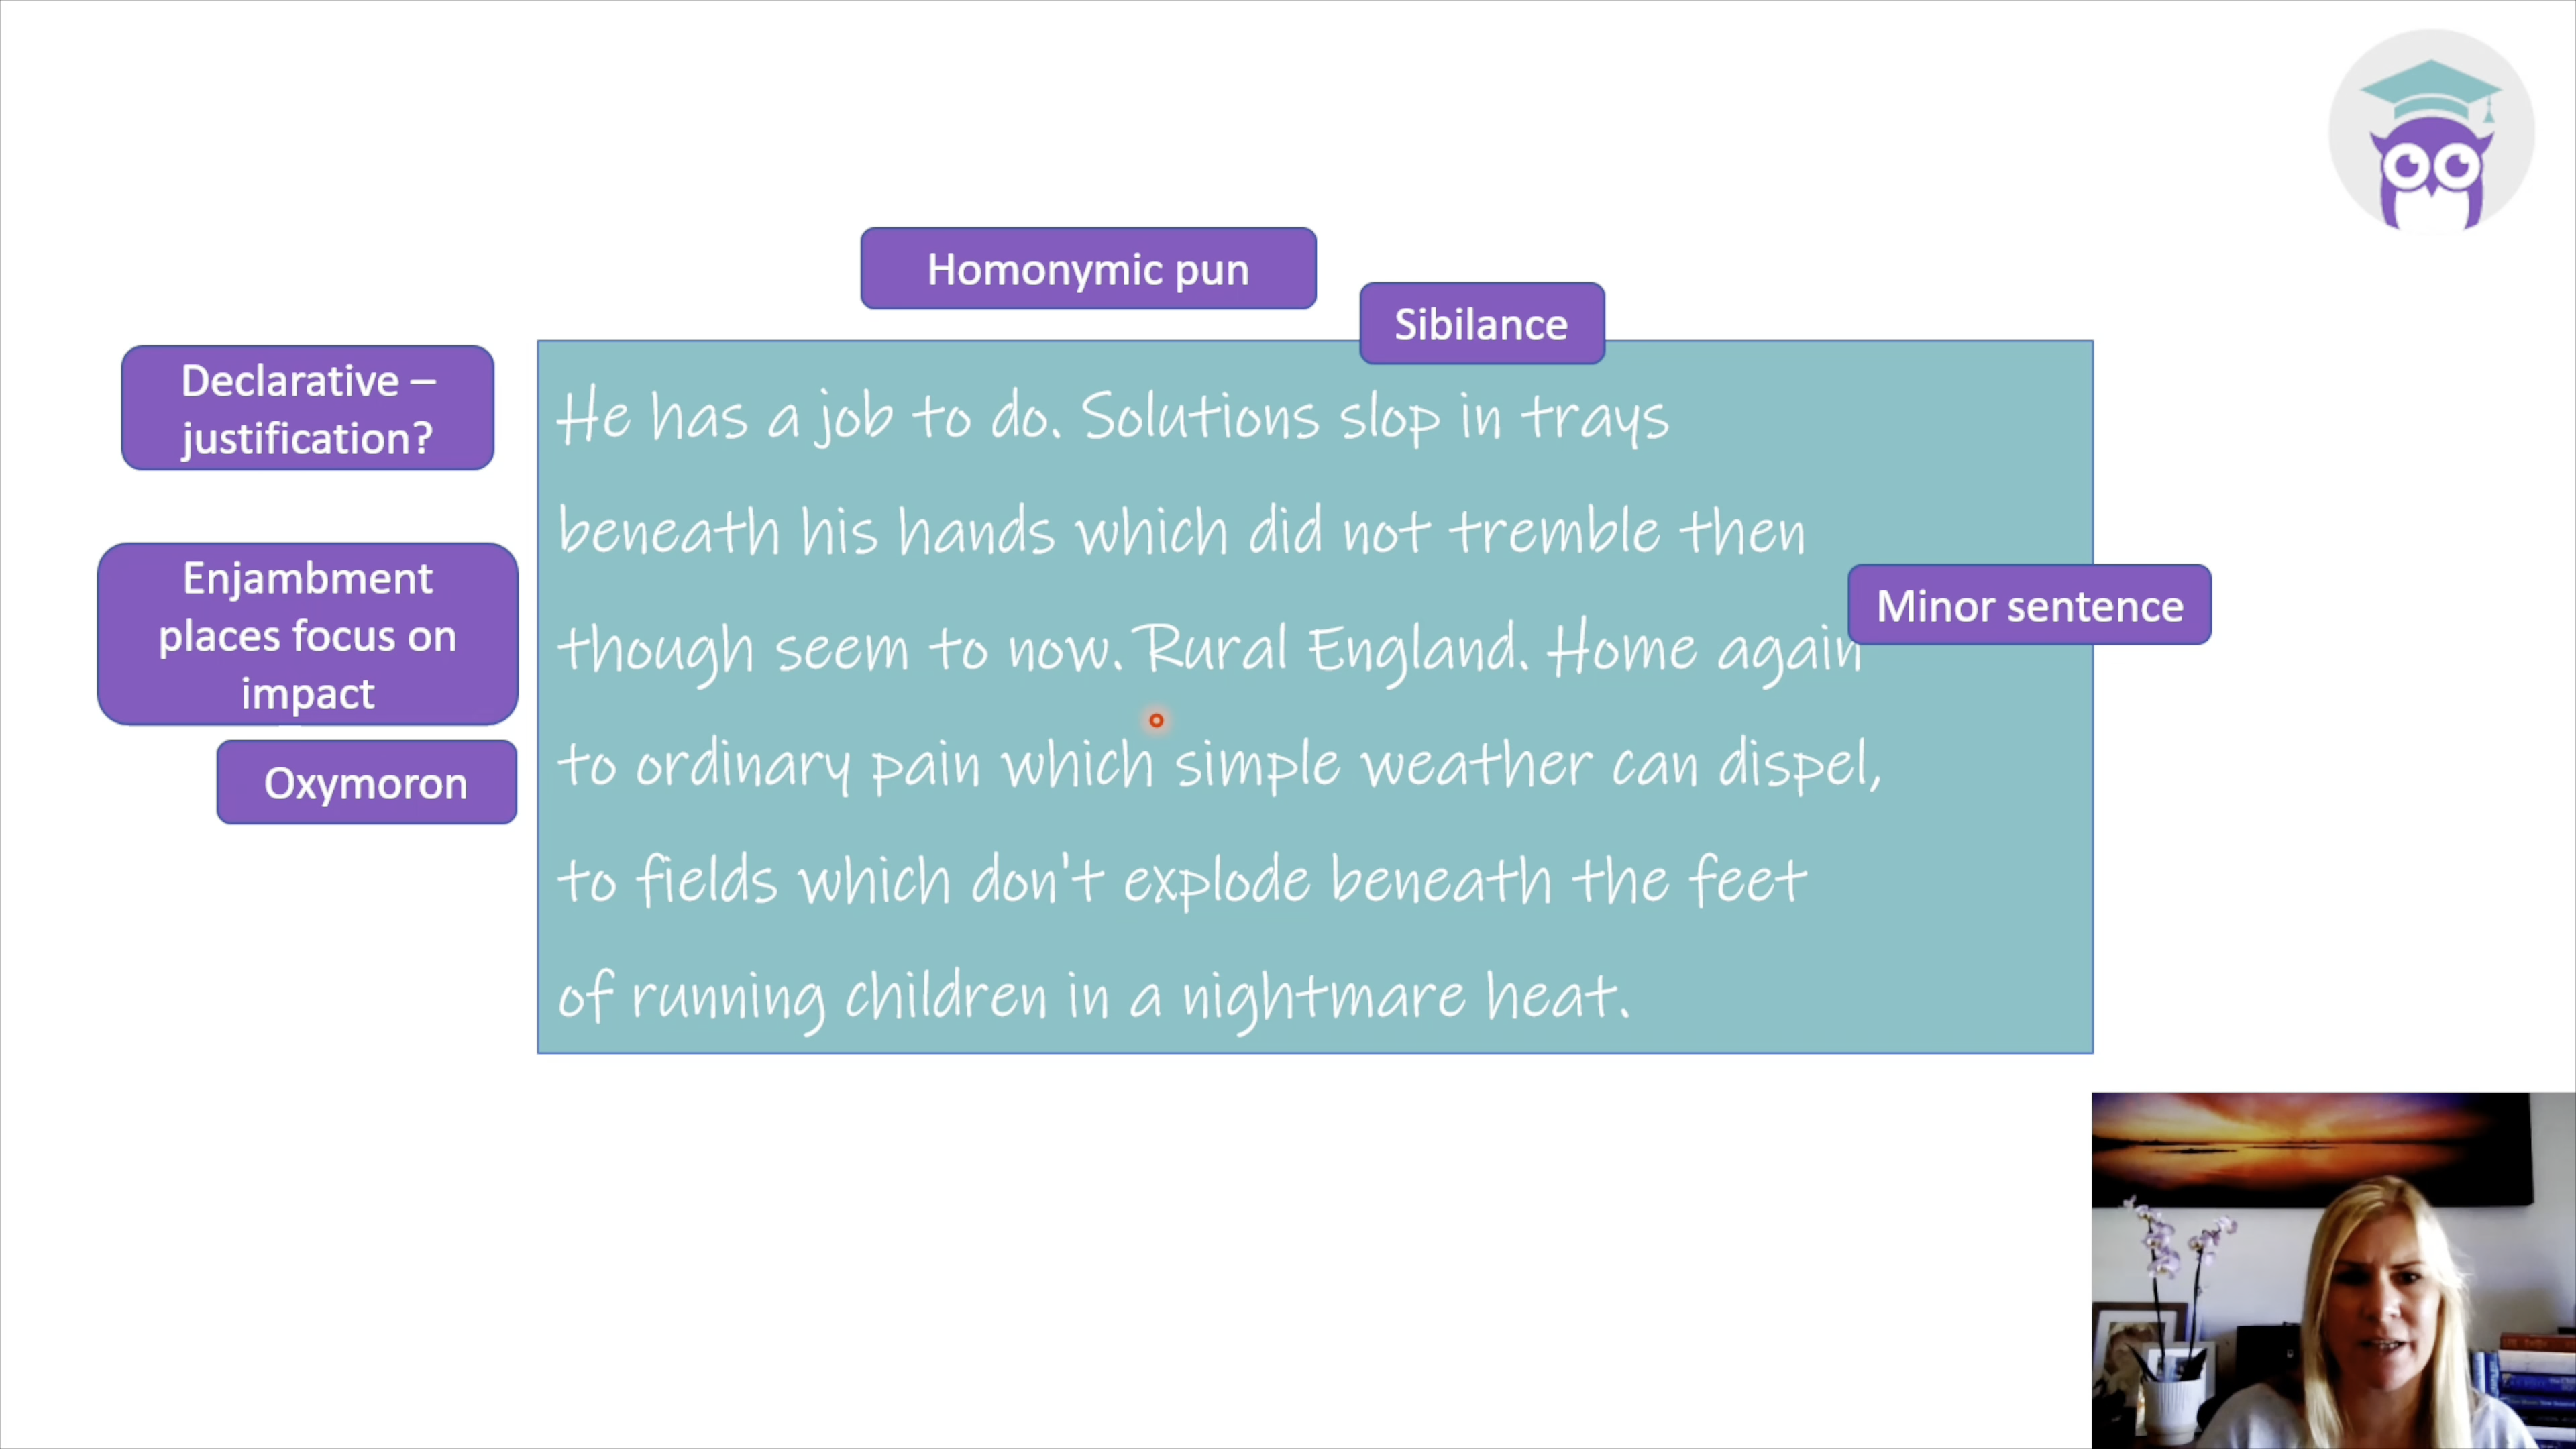 Homonymic pun
Sibilance
Declarative –
justification?
He has a job to do. Solutions slop in trays
beneath his hands which did not tremble then
Enjambment
places focus on
impact
Minor sentence
though seem to now. Rural England. Home again
Oxymoron
to ordinary pain which simple weather can dispel,
to fields which don't explode beneath the feet
of running children in a nightmare heat.